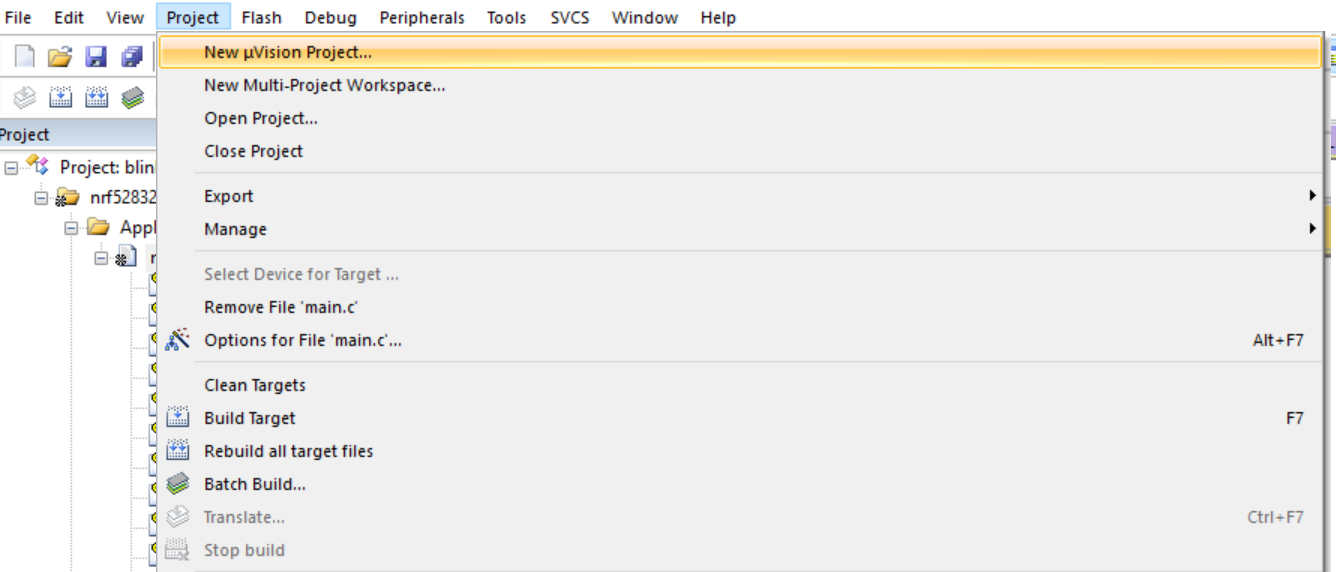 File Edit View Project Flash Debug Peripherals Tools SVCS Window Help
New µVision Project...
New Multi-Project Workspace...
Open Project...
Project
Close Project
Project: blin
Export
nrf52832
Manage
Appl
Select Device for Target ...
Remove File 'main.c'
Options for File 'main.c'... Alt+F7
Clean Targets
Build Target F7
Rebuild all target files
Batch Build...
Translate... Ctrl+F7
Stop build